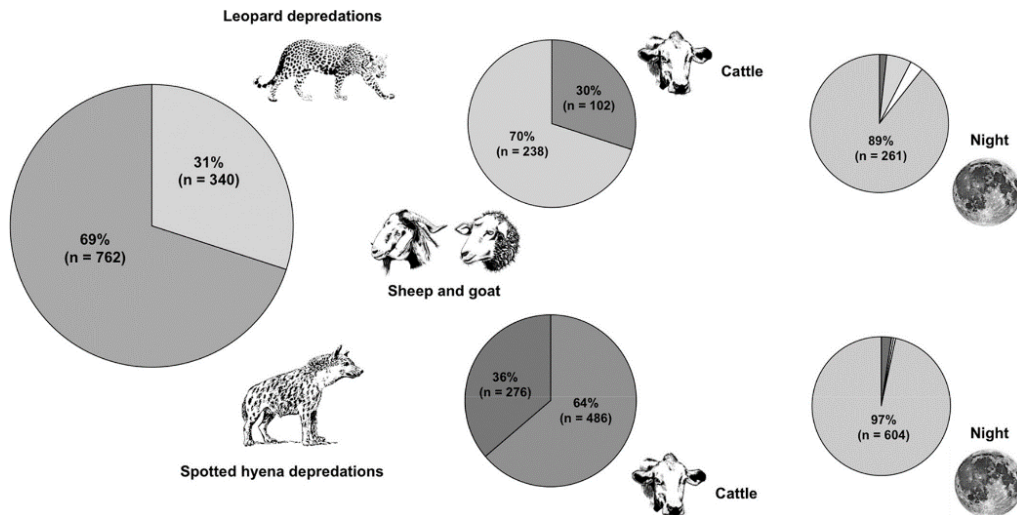 Leopard depredations
31%
(n = 340)
69%
(n = 762)
Spotted hyena depredations
Sheep and goat
Cattle
30%
(n = 102)
70%
(n = 238)
36%
(n = 276)
64%
(n = 486)
Cattle
89%
(n = 261)
Night
97%
(n = 604)
Night